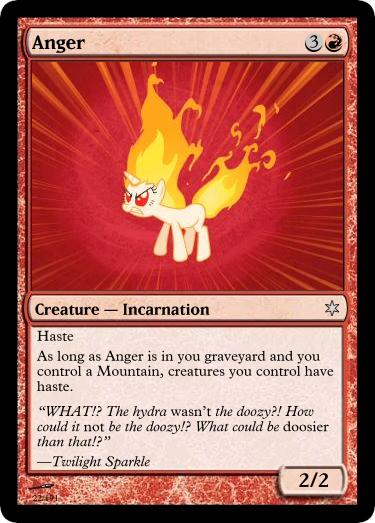 Anger 3
Creature — Incarnation
Haste
As long as Anger is in you graveyard and you
control a Mountain, creatures you control have
haste.
“WHAT!? The hydra wasn't the doozy?! How
could it not be the doozy!? What could be doosier
than that!?”
—Twilight Sparkle
2/2